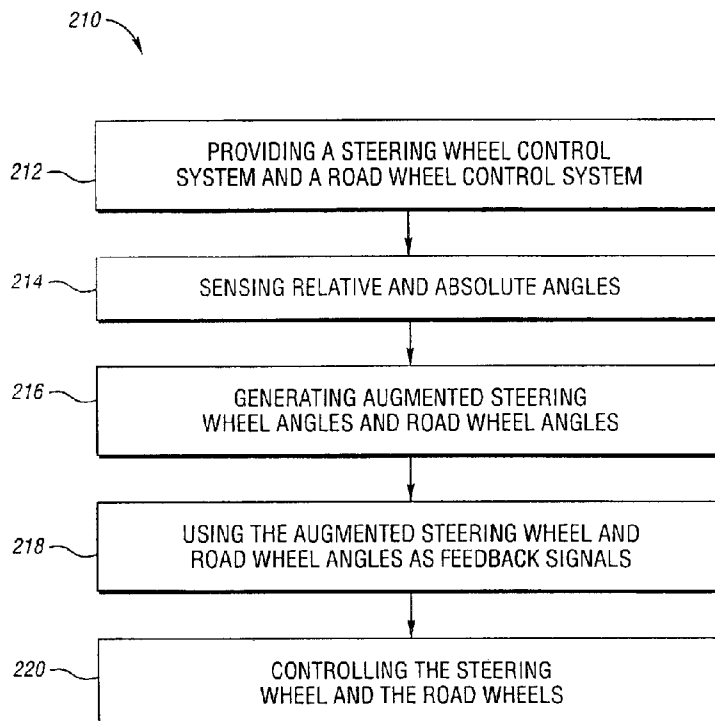 210
212
PROVIDING A STEERING WHEEL CONTROL
SYSTEM AND A ROAD WHEEL CONTROL SYSTEM
214
SENSING RELATIVE AND ABSOLUTE ANGLES
216
GENERATING AUGMENTED STEERING
WHEEL ANGLES AND ROAD WHEEL ANGLES
218
USING THE AUGMENTED STEERING WHEEL AND
ROAD WHEEL ANGLES AS FEEDBACK SIGNALS
220
CONTROLLING THE STEERING
WHEEL AND THE ROAD WHEELS